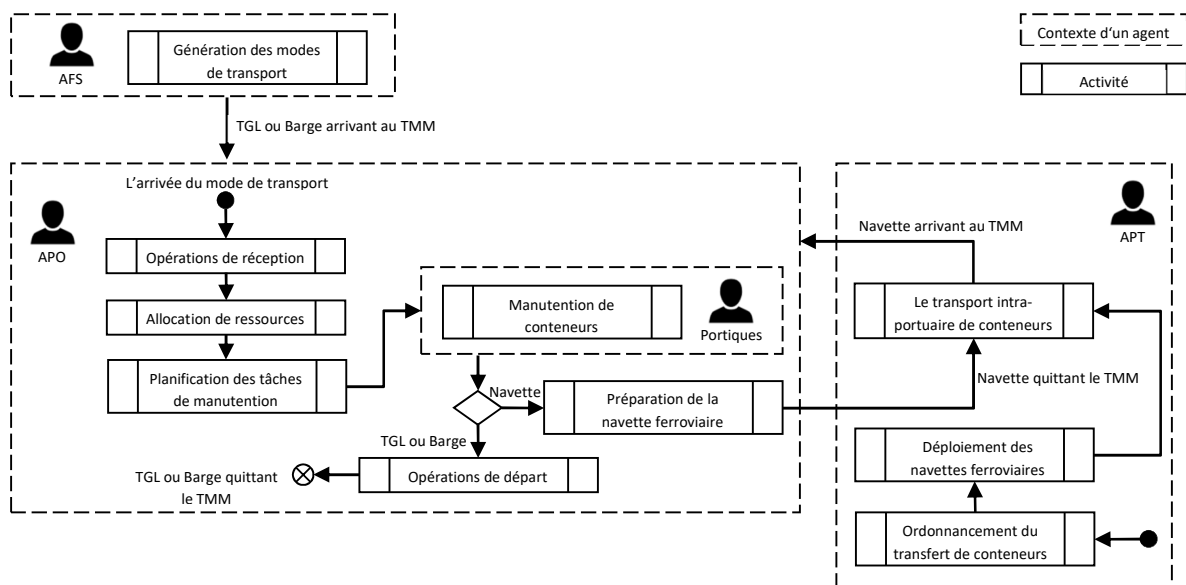 Génération des modes
de transport
AFS
Contexte d'un agent
Activité
TGL ou Barge arrivant au TMM
L'arrivée du mode de transport
APO
Opérations de réception
Allocation de ressources
Planification des tâches
de manutention
Manutention de
conteneurs
Portiques
Navette
Préparation de la
navette ferroviaire
TGL ou Barge
Opérations de départ
TGL ou Barge quittant
le TMM
APT
Navette arrivant au TMM
Le transport intra-
portuaire de conteneurs
Navette quittant le TMM
Déploiement des
navettes ferroviaires
Ordonnancement du
transfert de conteneurs